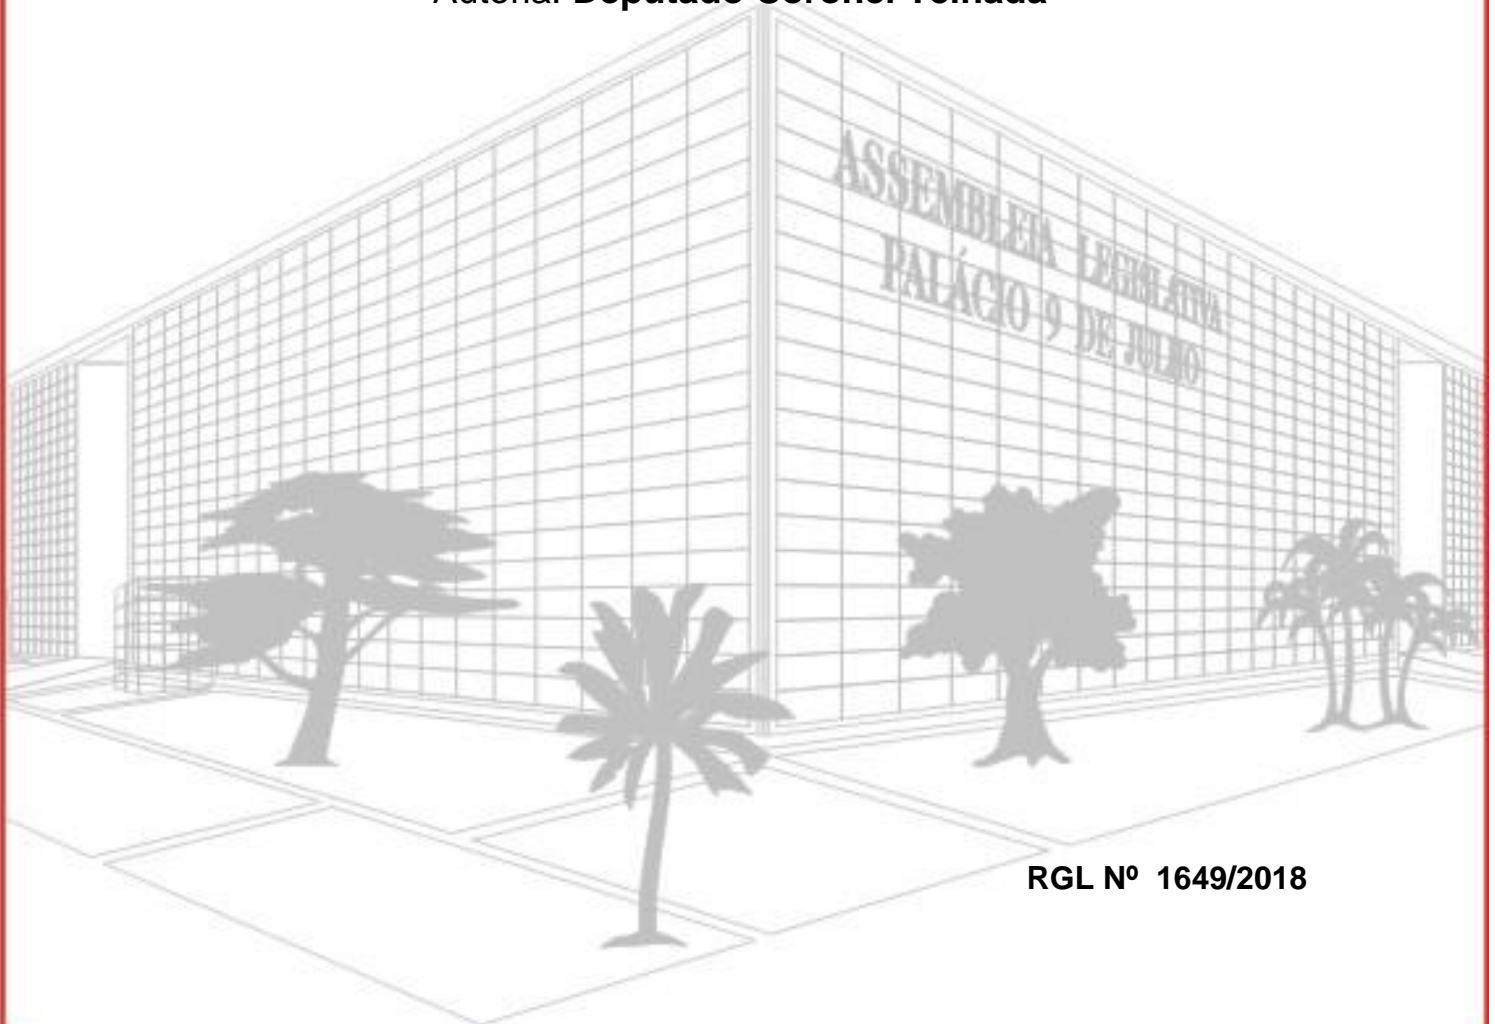 Autoria: Deputado Coronel Telhada
ASSEMBLEIA LEGISLATIVA
PALÁCIO 9 DE JULHO
RGL Nº 1649/2018